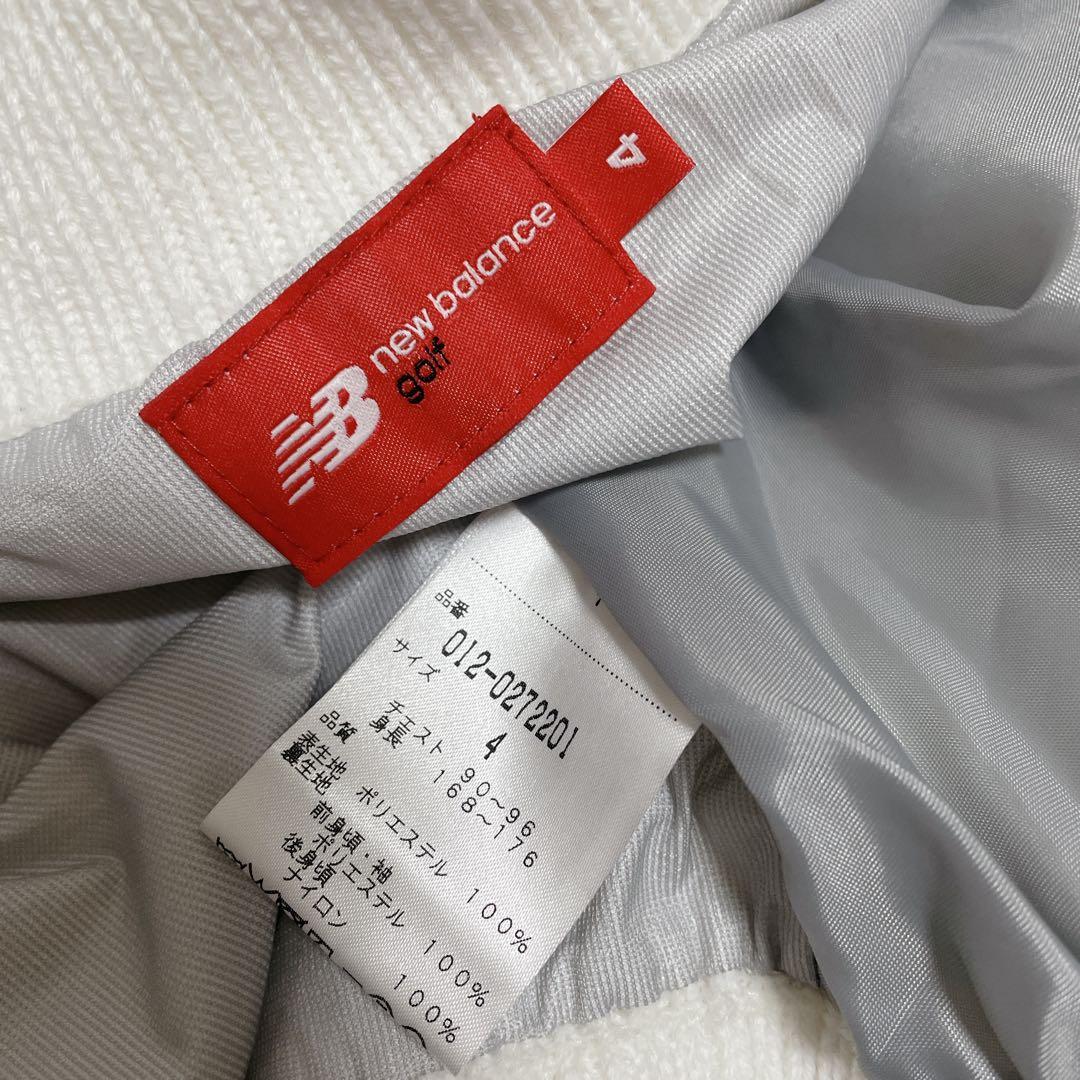 4
new balance
golf
品番
012-0272201
サイズ 4
チェスト 90~96
身長 168~176
品質
表生地 ポリエステル 100%
裏生地
前身頃・袖
ポリエステル 100%
後身頃
ナイロン 100%